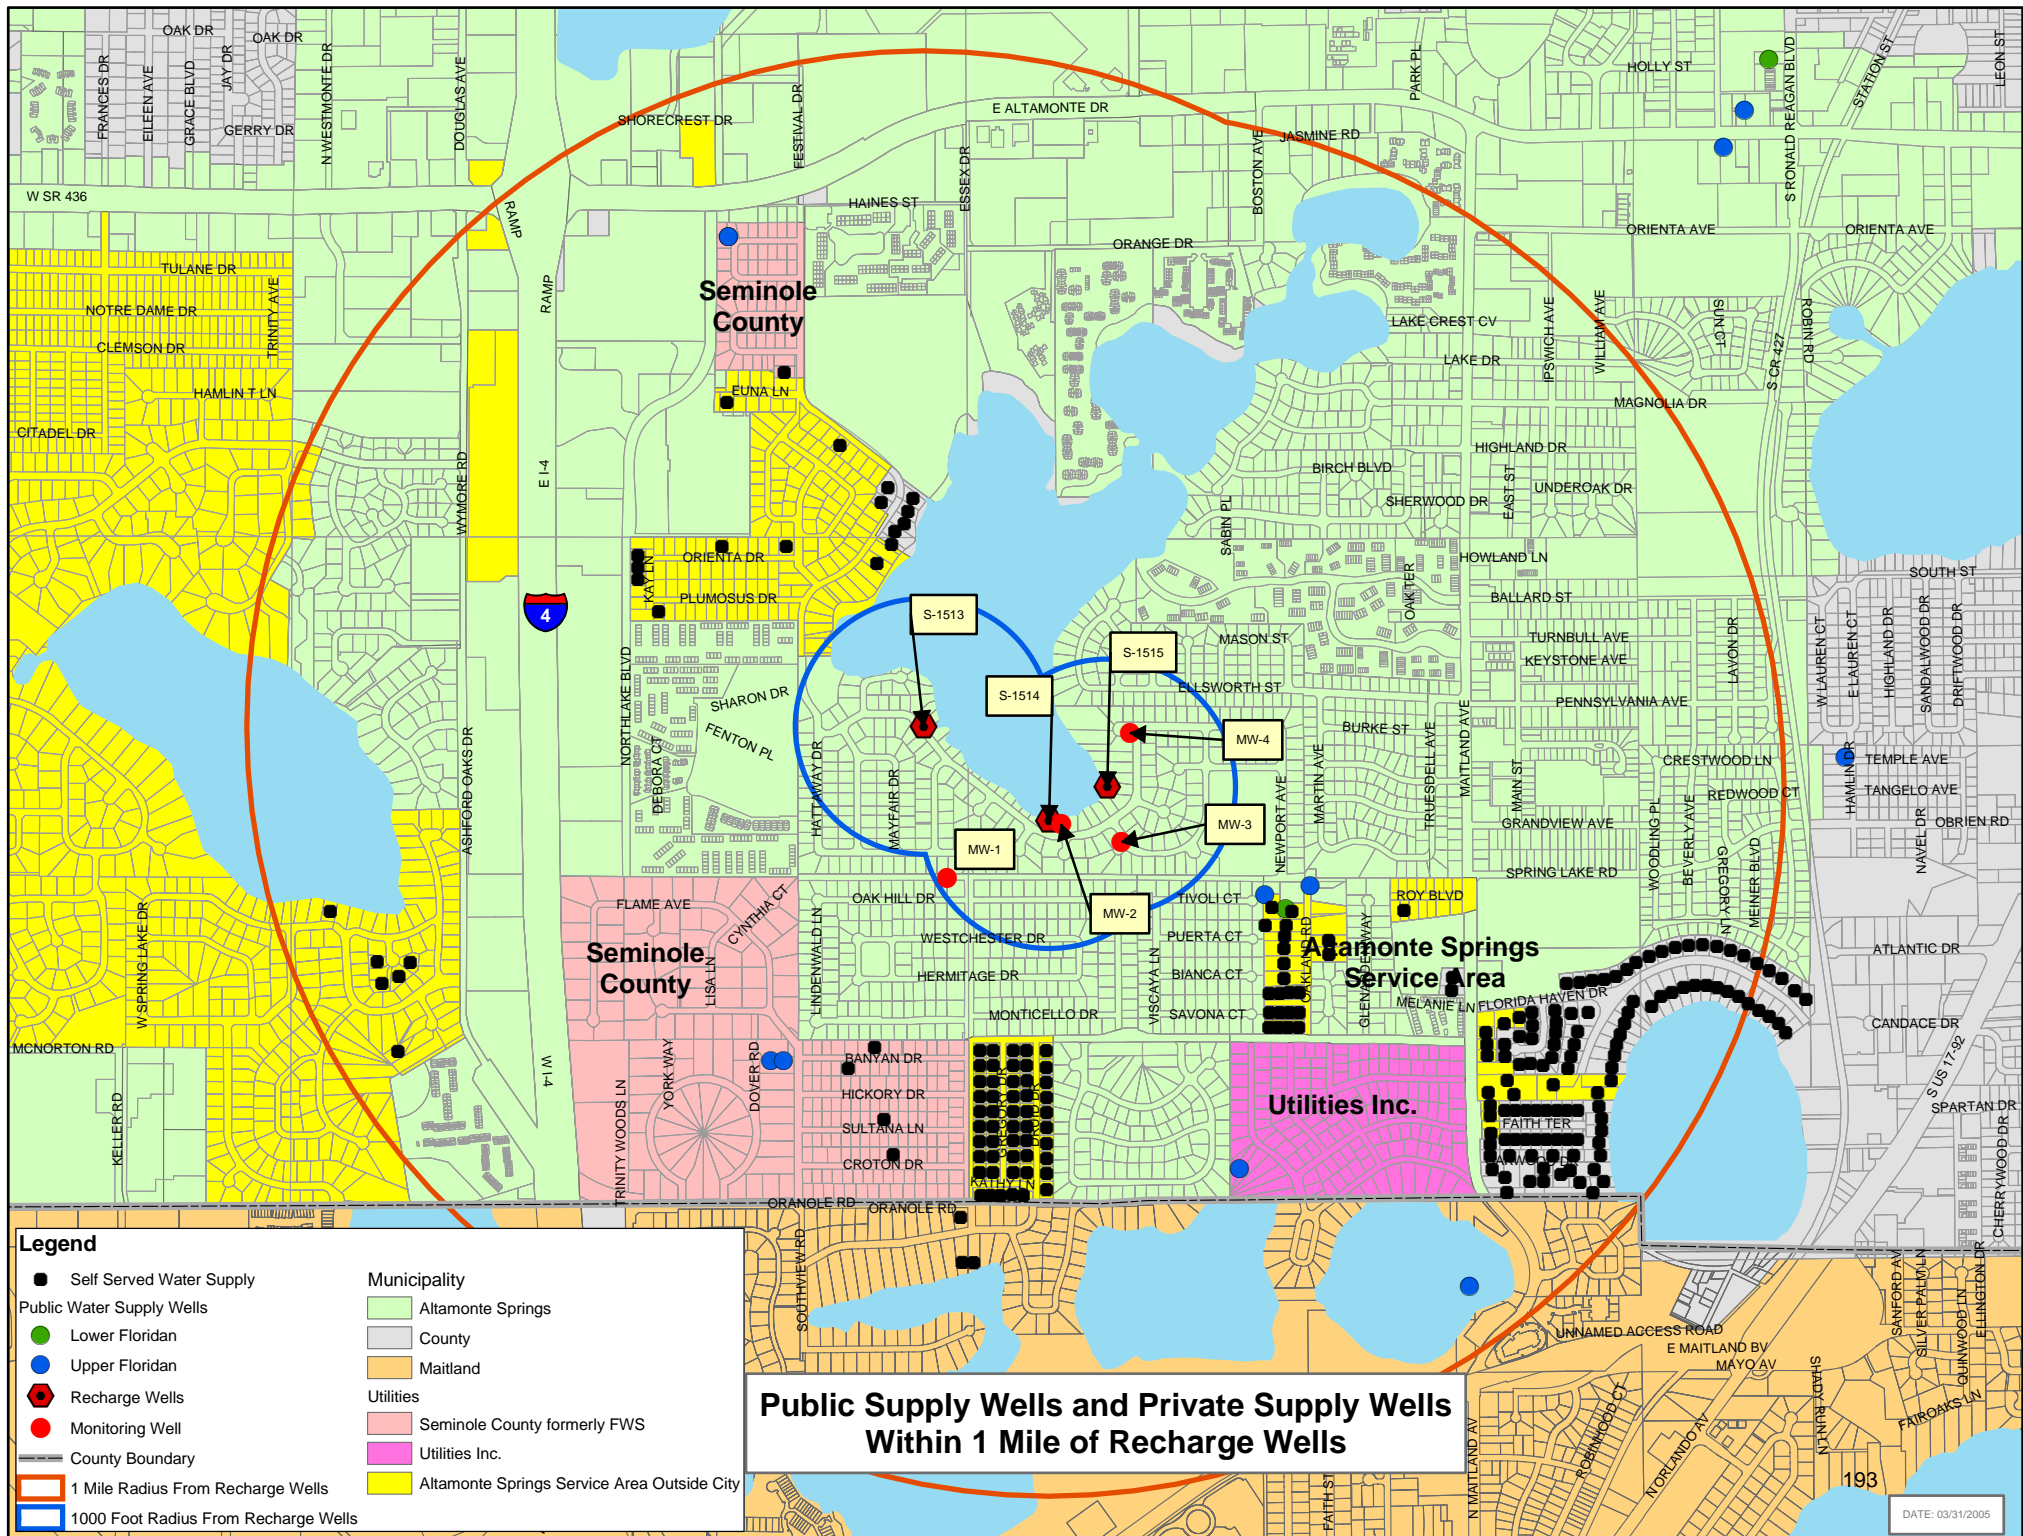 OAK DR
OAK DR
FRANCES DR
EILEEN AVE
GRACE BLVD
JAY DR
GERRY DR
N WESTMONTE DR
DOUGLAS AVE
SHORECREST DR
FESTIVAL DR
E ALTAMONTE DR
ESSEX DR
BOSTON AVE
JASMINE RD
PARK PL
HOLLY ST
S RONALD REAGAN BLVD
STATION ST
LEON ST
W SR 436
RAMP
RAMP
HAINES ST
ORANGE DR
ORIENTA AVE
ORIENTA AVE
TULANE DR
NOTRE DAME DR
CLEMSON DR
TRINITY AVE
HAMLIN T LN
CITADEL DR
Seminole
County
EUNA LN
LAKE CREST CV
LAKE DR
IPSWICH AVE
WILLIAM AVE
SUN CT
S CR 427
ROBIN RD
MAGNOLIA DR
HIGHLAND DR
BIRCH BLVD
SHERWOOD DR
EAST ST
UNDEROAK DR
WYMORE RD
E I-4
SABIN PL
HOWLAND LN
SOUTH ST
KAY LN
ORIENTA DR
PLUMOSUS DR
4
OAK TER
BALLARD ST
TURNBULL AVE
KEYSTONE AVE
PENNSYLVANIA AVE
LAVON DR
W LAUREN CT
E LAUREN CT
HIGHLAND DR
SANDALWOOD DR
DRIFTWOOD DR
S-1513
S-1515
S-1514
MASON ST
ELLSWORTH ST
NORTHLAKE BLVD
SHARON DR
FENTON PL
DEBORA CT
HATTAWAY DR
MAYFAIR DR
MW-4
MW-3
MW-1
MW-2
BURKE ST
NEWPORT AVE
MARTIN AVE
TRUESDELL AVE
MAITLAND AVE
MAIN ST
CRESTWOOD LN
REDWOOD CT
GRANDVIEW AVE
SPRING LAKE RD
WOODLING PL
BEVERLY AVE
GREGORY LN
MEINER BLVD
HAMLIN DR
TEMPLE AVE
TANGELO AVE
OBRIEN RD
NAVEL DR
ASHFORD OAKS DR
W SPRING LAKE DR
FLAME AVE
CYNTHIA CT
Seminole
County
LISA LN
LINDENWALD LN
OAK HILL DR
WESTCHESTER DR
HERMITAGE DR
MONTICELLO DR
TIVOLI CT
PUERTA CT
BIANCA CT
SAVONA CT
VISCAYA LN
OAKLAND RD
ROY BLVD
Altamonte Springs
Service Area
MELANIE LN
FLORIDA HAVEN DR
ATLANTIC DR
CANDACE DR
S US 17-92
SPARTAN DR
CHERRYWOOD DR
MCNORTON RD
KELLER RD
W I-4
TRINITY WOODS LN
YORK WAY
DOVER RD
BANYAN DR
HICKORY DR
SULTANA LN
CROTON DR
GREGORY DR
DRUID DR
KATHY LN
Utilities Inc.
FAITH TER
ORANOLE RD
ORANOLE RD
SOUTHVIEW RD
UNNAMED ACCESS ROAD
E MAITLAND BV
MAYO AV
SANFORD AV
SILVER PALM LN
QUINWOOD LN
ELLINGTON DR
SHADY RUN LN
FAIROAKS LN
FAITH ST
N MAITLAND AV
ROBINHOOD CT
N ORLANDO AV
193
Legend
Self Served Water Supply
Public Water Supply Wells
Lower Floridan
Upper Floridan
Recharge Wells
Monitoring Well
County Boundary
1 Mile Radius From Recharge Wells
1000 Foot Radius From Recharge Wells
Municipality
Altamonte Springs
County
Maitland
Utilities
Seminole County formerly FWS
Utilities Inc.
Altamonte Springs Service Area Outside City
Public Supply Wells and Private Supply Wells
Within 1 Mile of Recharge Wells
DATE: 03/31/2005